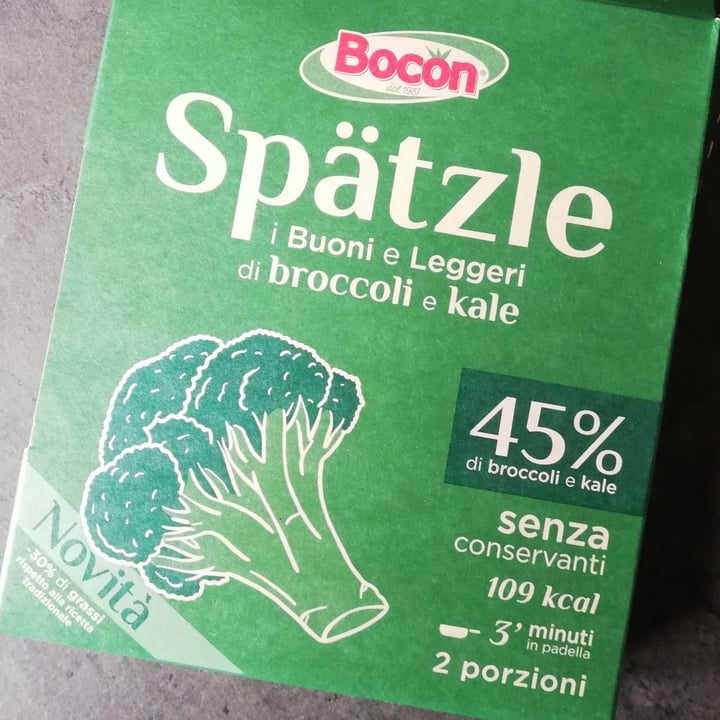 Bocon®
dal 1987
Spätzle
i Buoni e Leggeri
di broccoli e kale
45%
di broccoli e kale
senza
conservanti
109 kcal
3' minuti
in padella
2 porzioni
Novità
-30% di grassi
rispetto alla ricetta
tradizionale